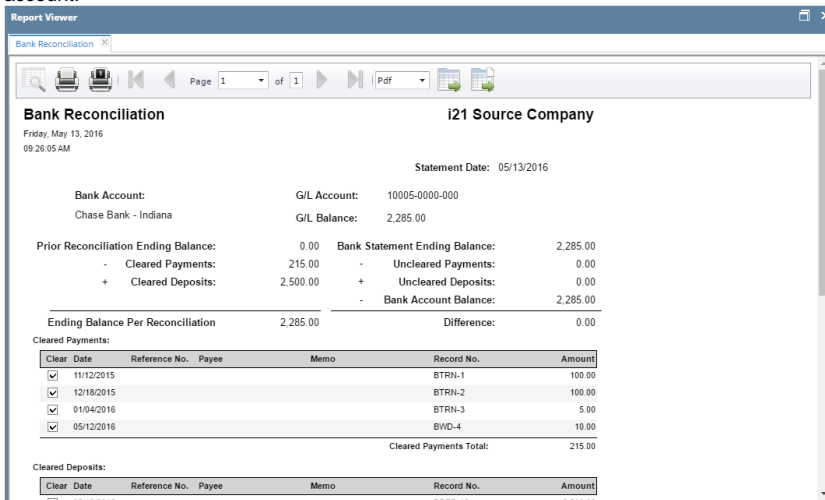 account.
Report Viewer
Bank Reconciliation
Page 1 of 1 Pdf
Bank Reconciliation i21 Source Company
Friday, May 13, 2016
09:26:05 AM
Statement Date: 05/13/2016
Bank Account: G/L Account: 10005-0000-000
Chase Bank - Indiana G/L Balance: 2,285.00
Prior Reconciliation Ending Balance: 0.00 Bank Statement Ending Balance: 2,285.00
- Cleared Payments: 215.00 - Uncleared Payments: 0.00
+ Cleared Deposits: 2,500.00 + Uncleared Deposits: 0.00
- Bank Account Balance: 2,285.00
Ending Balance Per Reconciliation 2,285.00 Difference: 0.00
Cleared Payments:
Clear Date Reference No. Payee Memo Record No. Amount
11/12/2015 BTRN-1 100.00
12/18/2015 BTRN-2 100.00
01/04/2016 BTRN-3 5.00
05/12/2016 BWD-4 10.00
Cleared Payments Total: 215.00
Cleared Deposits:
Clear Date Reference No. Payee Memo Record No. Amount